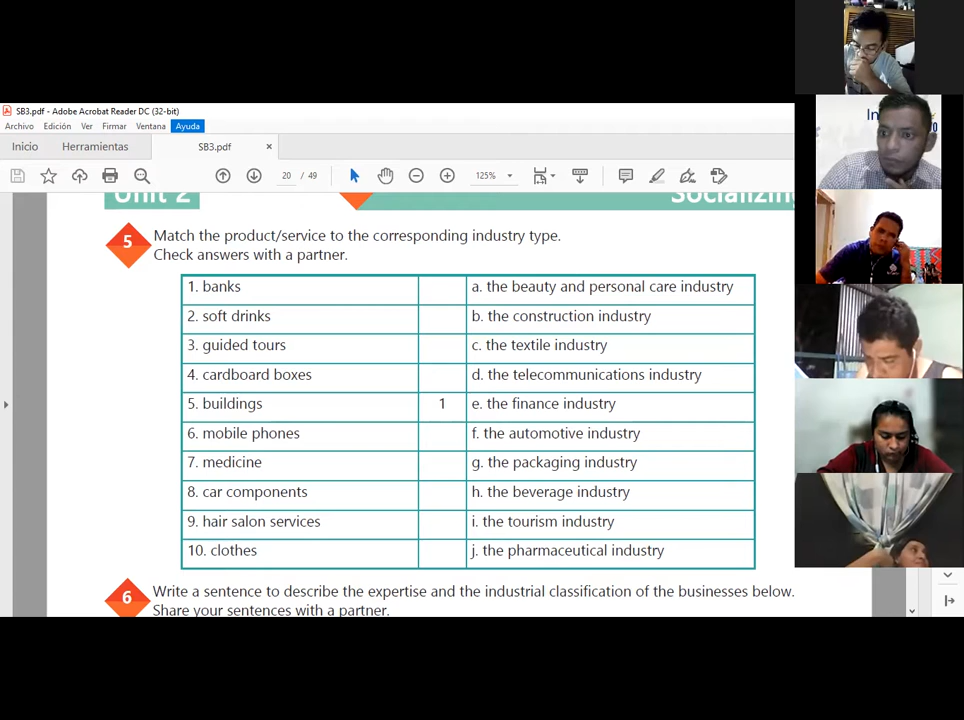 In
SB3.pdf - Adobe Acrobat Reader DC (32-bit)
Archivo Edición Ver Firmar Ventana Ayuda
Inicio Herramientas SB3.pdf ×
20 / 49 125%
Unit 2 Socializing
5 Match the product/service to the corresponding industry type.
Check answers with a partner.
1. banks a. the beauty and personal care industry
2. soft drinks b. the construction industry
3. guided tours c. the textile industry
4. cardboard boxes d. the telecommunications industry
5. buildings 1 e. the finance industry
6. mobile phones f. the automotive industry
7. medicine g. the packaging industry
8. car components h. the beverage industry
9. hair salon services i. the tourism industry
10. clothes j. the pharmaceutical industry
6 Write a sentence to describe the expertise and the industrial classification of the businesses below.
Share your sentences with a partner.